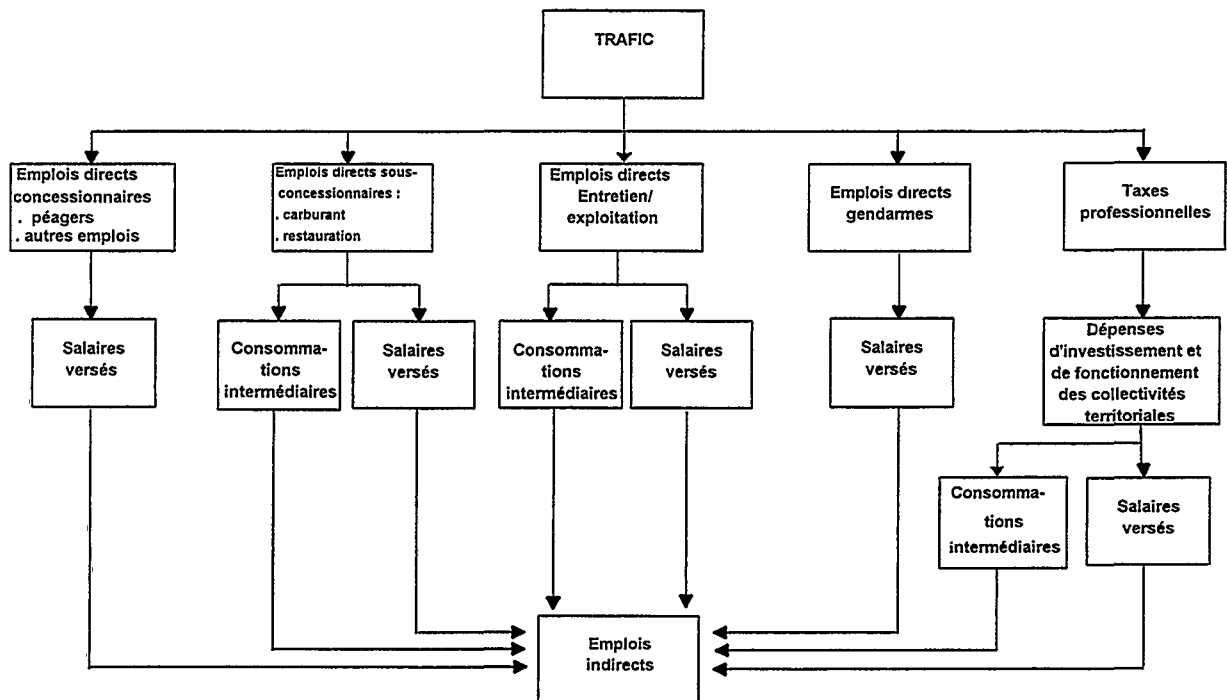 TRAFIC
Emplois directs
concessionnaires
. péagers
. autres emplois
Emplois directs sous-
concessionnaires :
. carburant
. restauration
Emplois directs
Entretien/
exploitation
Emplois directs
gendarmes
Taxes
professionnelles
Salaires
versés
Consomma-
tions
intermédiaires
Salaires
versés
Consomma-
tions
intermédiaires
Salaires
versés
Salaires
versés
Dépenses
d'investissement et
de fonctionnement
des collectivités
territoriales
Consomma-
tions
intermédiaires
Salaires
versés
Emplois
indirects